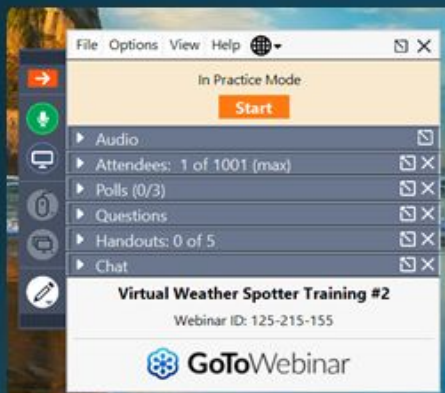 File Options View Help
In Practice Mode
Start
Audio
Attendees: 1 of 1001 (max)
Polls (0/3)
Questions
Handouts: 0 of 5
Chat
Virtual Weather Spotter Training #2
Webinar ID: 125-215-155
GoToWebinar